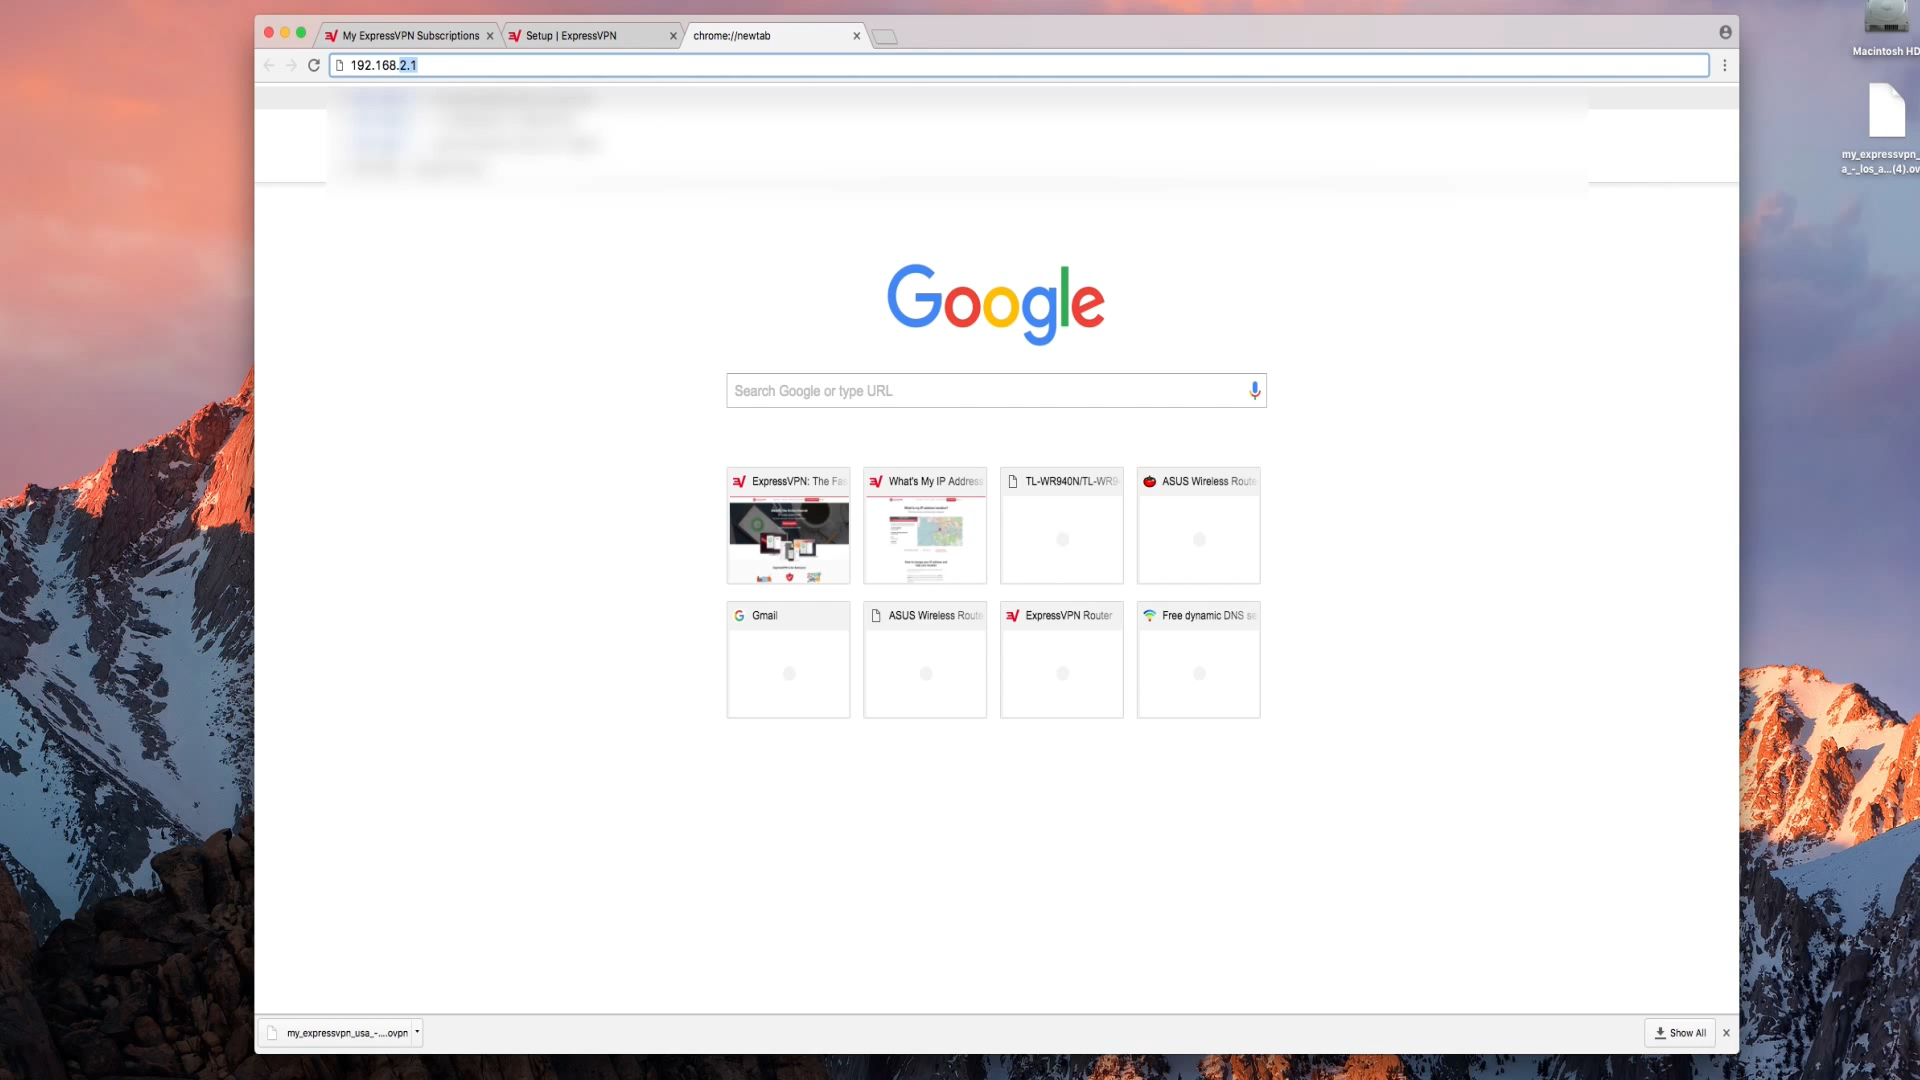 My ExpressVPN Subscriptions
Setup | ExpressVPN
chrome://newtab
192.168.2.1
Macintosh HD
my_expressvpn_
a_-_los_a...(4).ov
Google
Search Google or type URL
ExpressVPN: The Fas
What's My IP Address
TL-WR940N/TL-WR9
ASUS Wireless Route
Gmail
ASUS Wireless Route
ExpressVPN Router
Free dynamic DNS se
my_expressvpn_usa_-....ovpn
Show All